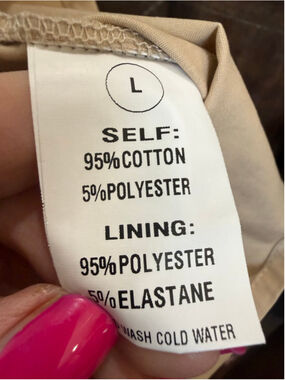 L
SELF:
95%COTTON
5%POLYESTER
LINING:
95%POLYESTER
5%ELASTANE
WASH COLD WATER